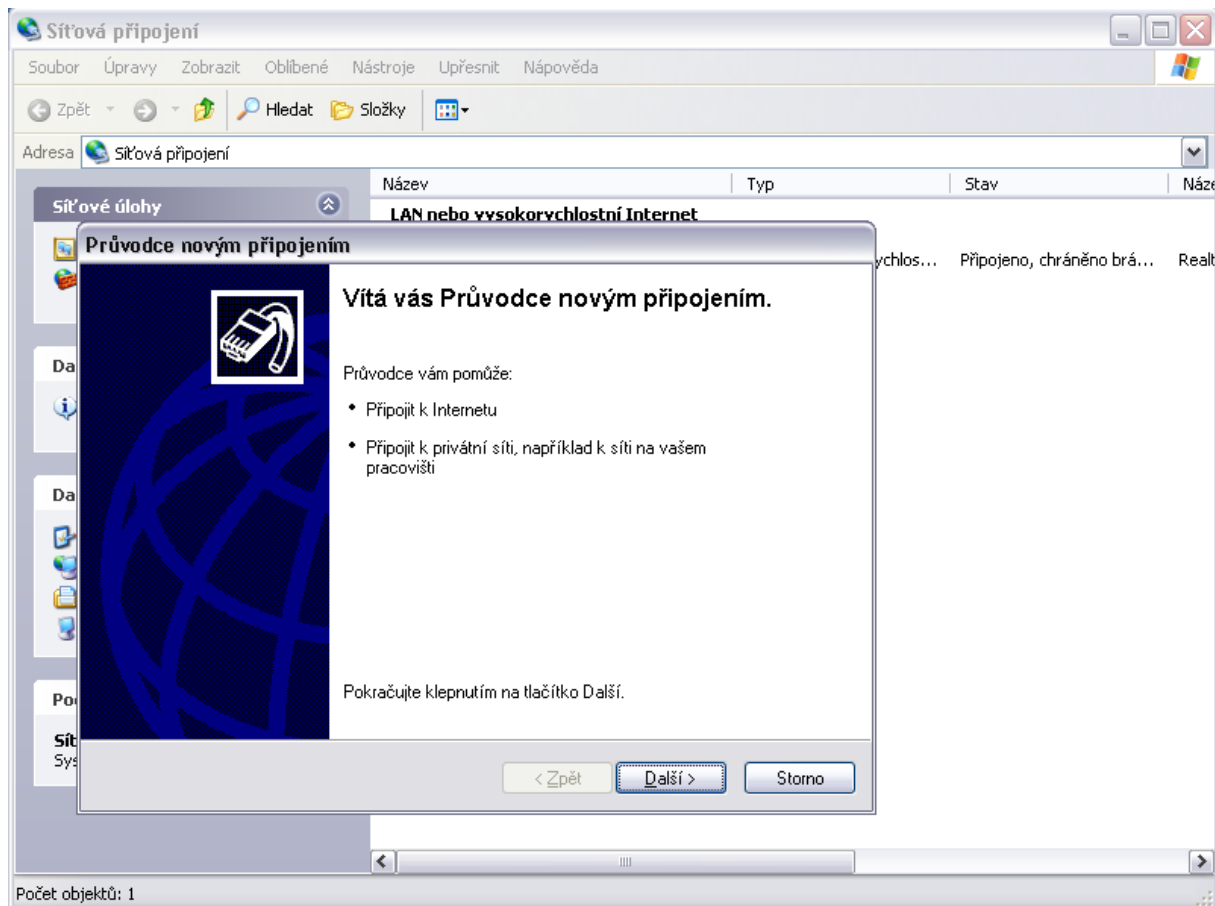 Síťová připojení
Soubor Úpravy Zobrazit Oblíbené Nástroje Upřesnit Nápověda
Zpět Hledat Složky
Adresa Síťová připojení
Název Typ Stav
Síťové úlohy
LAN nebo vysokorychlostní Internet
Průvodce novým připojením
Připojeno, chráněno brá...
Vítá vás Průvodce novým připojením.
Průvodce vám pomůže:
• Připojit k Internetu
• Připojit k privátní síti, například k síti na vašem
pracovišti
Pokračujte klepnutím na tlačítko Další.
< Zpět Další > Storno
Počet objektů: 1